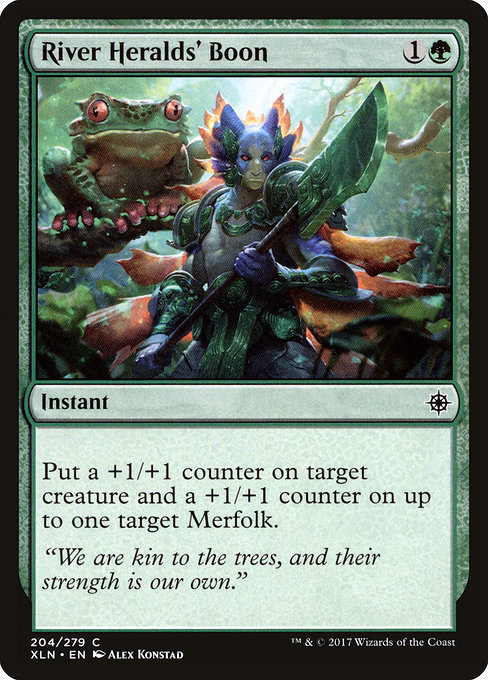 River Heralds' Boon 1
Instant
Put a +1/+1 counter on target
creature and a +1/+1 counter on up
to one target Merfolk.
“We are kin to the trees, and their
strength is our own.”
204/279 C
XLN • EN Alex Konstad
™ & © 2017 Wizards of the Coast